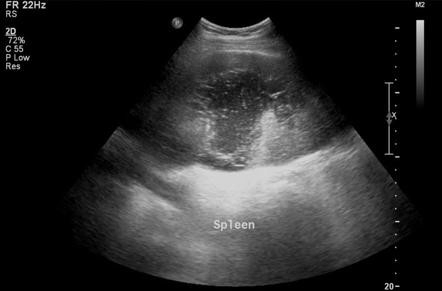 FR 22Hz
RS
2D
72%
C 55
P Low
Res
P
M2
X
Spleen
20